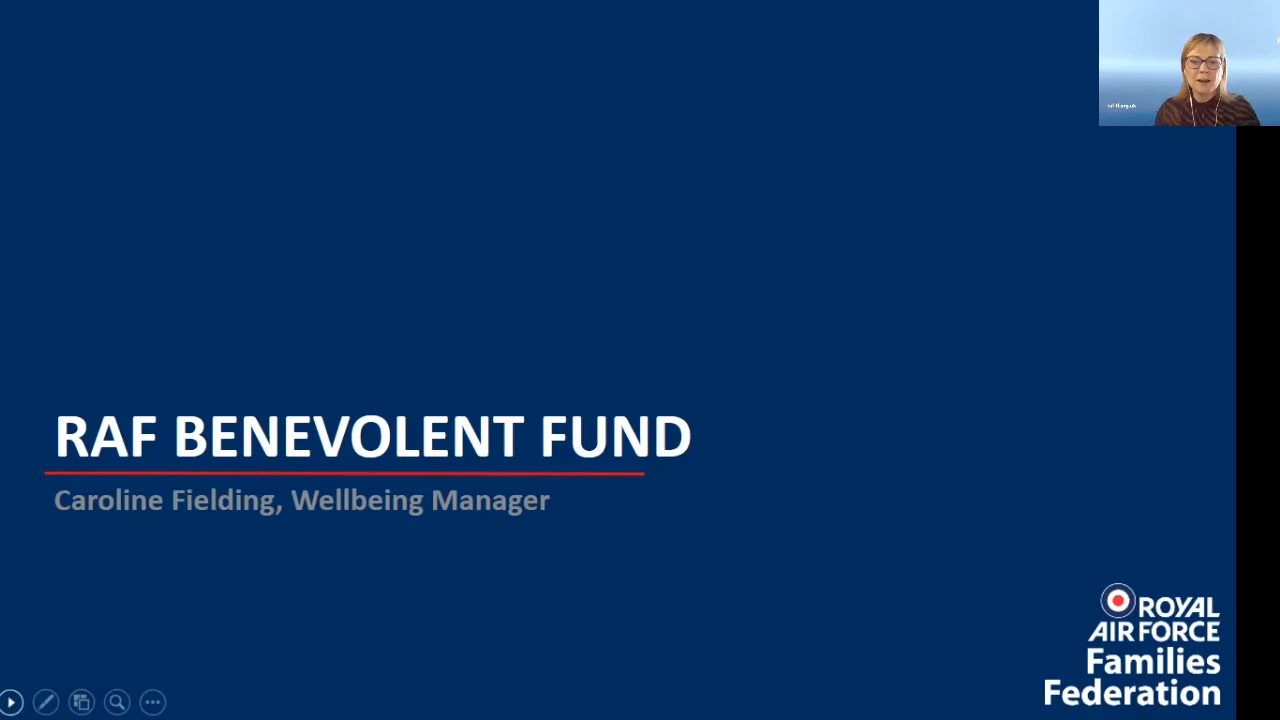 RAF BENEVOLENT FUND
Caroline Fielding, Wellbeing Manager
ROYAL
AIR FORCE
Families
Federation